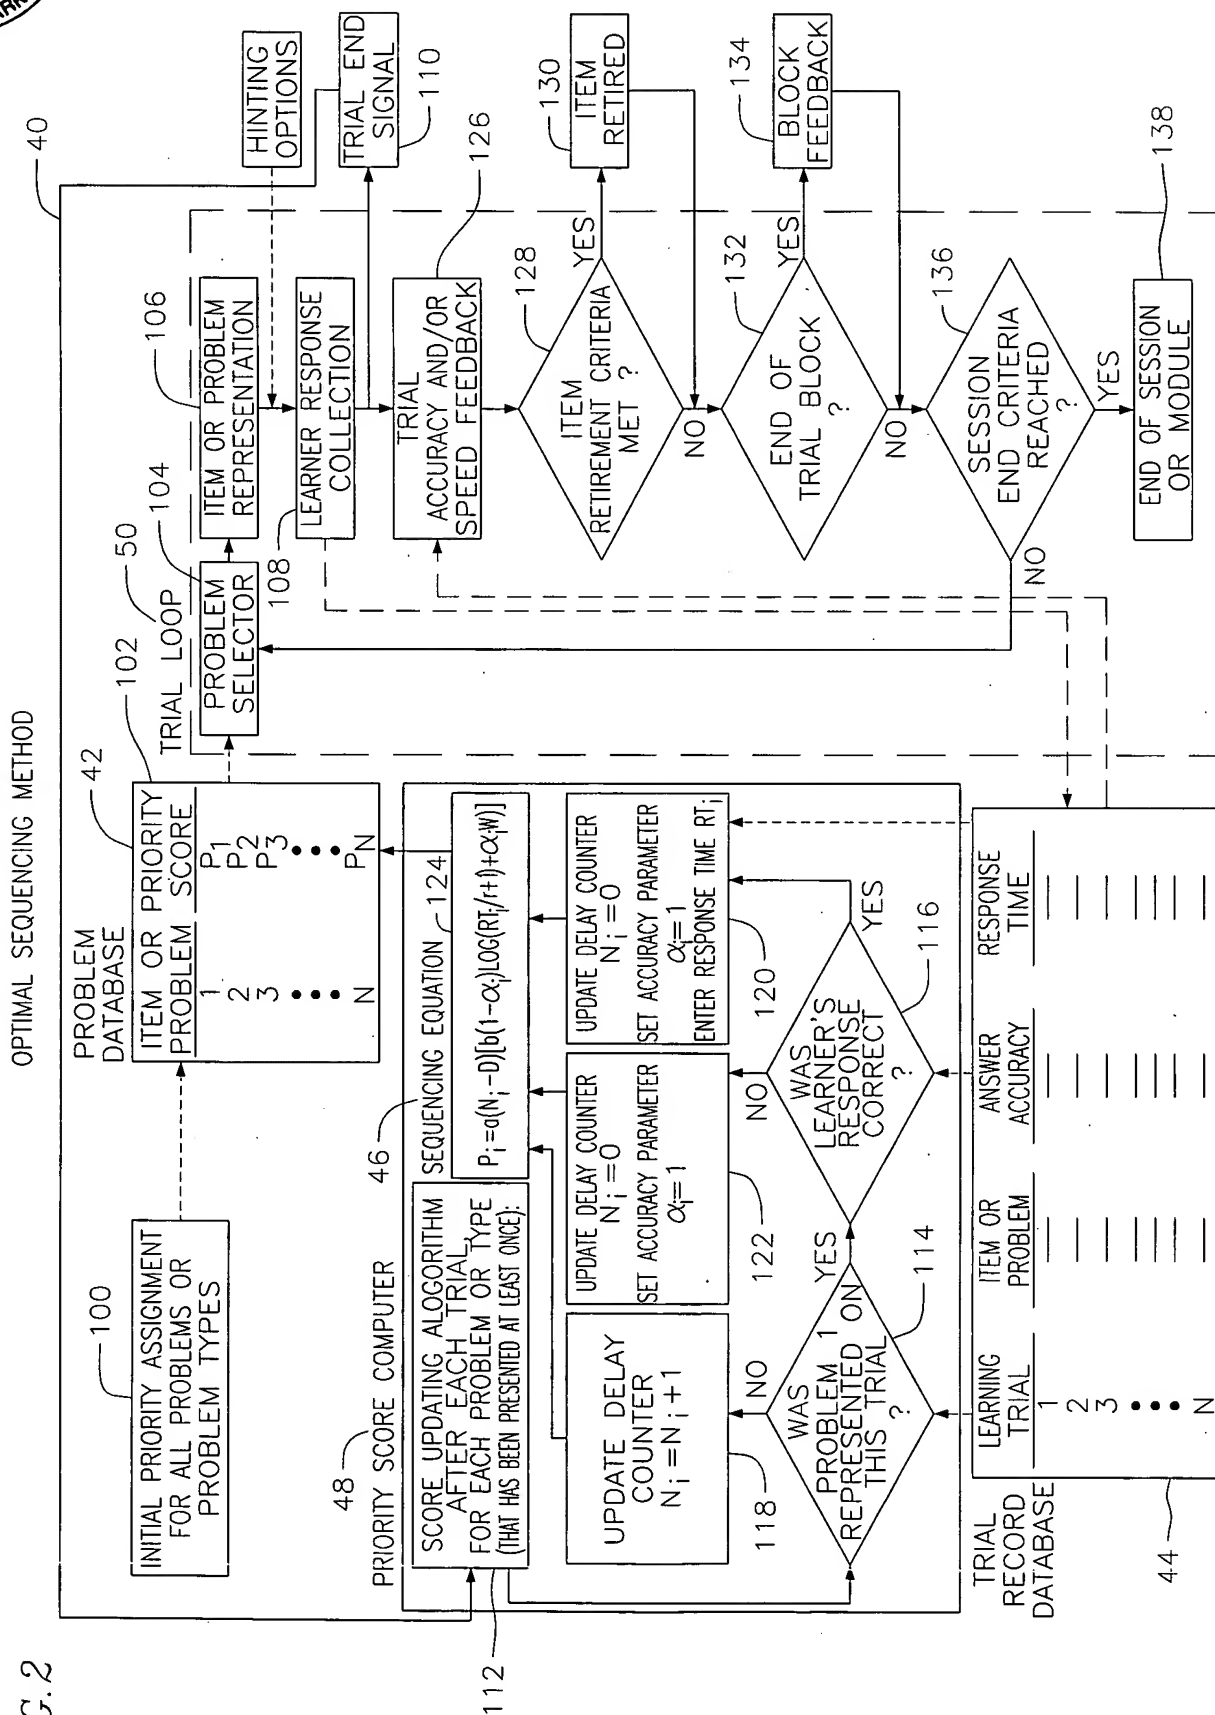 G.2
OPTIMAL SEQUENCING METHOD
40
100
INITIAL PRIORITY ASSIGNMENT
FOR ALL PROBLEMS OR
PROBLEM TYPES
PROBLEM
DATABASE
42
102
ITEM OR PRIORITY
PROBLEM SCORE
1 P1
2 P2
3 P3
N PN
TRIAL LOOP
50
104
PROBLEM
SELECTOR
106
ITEM OR PROBLEM
REPRESENTATION
HINTING
OPTIONS
108
LEARNER RESPONSE
COLLECTION
TRIAL END
SIGNAL
110
TRIAL
ACCURACY AND/OR
SPEED FEEDBACK
126
ITEM
RETIREMENT CRITERIA
MET ?
128
YES
NO
130
ITEM
RETIRED
END OF
TRIAL BLOCK
?
132
YES
NO
134
BLOCK
FEEDBACK
SESSION
END CRITERIA
REACHED
?
136
NO
YES
END OF SESSION
OR MODULE
138
48
PRIORITY SCORE COMPUTER
112
SCORE UPDATING ALOGORITHM
AFTER EACH TRIAL,
FOR EACH PROBLEM OR TYPE
(THAT HAS BEEN PRESENTED AT LEAST ONCE):
46
SEQUENCING EQUATION
124
Pi=a(Ni-D)[b(1-αi)LOG(RTi/r+1)+αiW)]
UPDATE DELAY
COUNTER
Ni=Ni+1
118
UPDATE DELAY COUNTER
Ni=0
SET ACCURACY PARAMETER
αi=1
122
UPDATE DELAY COUNTER
Ni=0
SET ACCURACY PARAMETER
αi=1
ENTER RESPONSE TIME RTi
120
NO
WAS
PROBLEM 1
REPRESENTED ON
THIS TRIAL
?
114
YES
NO
WAS
LEARNER'S
RESPONSE
CORRECT
?
116
YES
TRIAL
RECORD
DATABASE
44
LEARNING
TRIAL
ITEM OR
PROBLEM
ANSWER
ACCURACY
RESPONSE
TIME
1
2
3
N